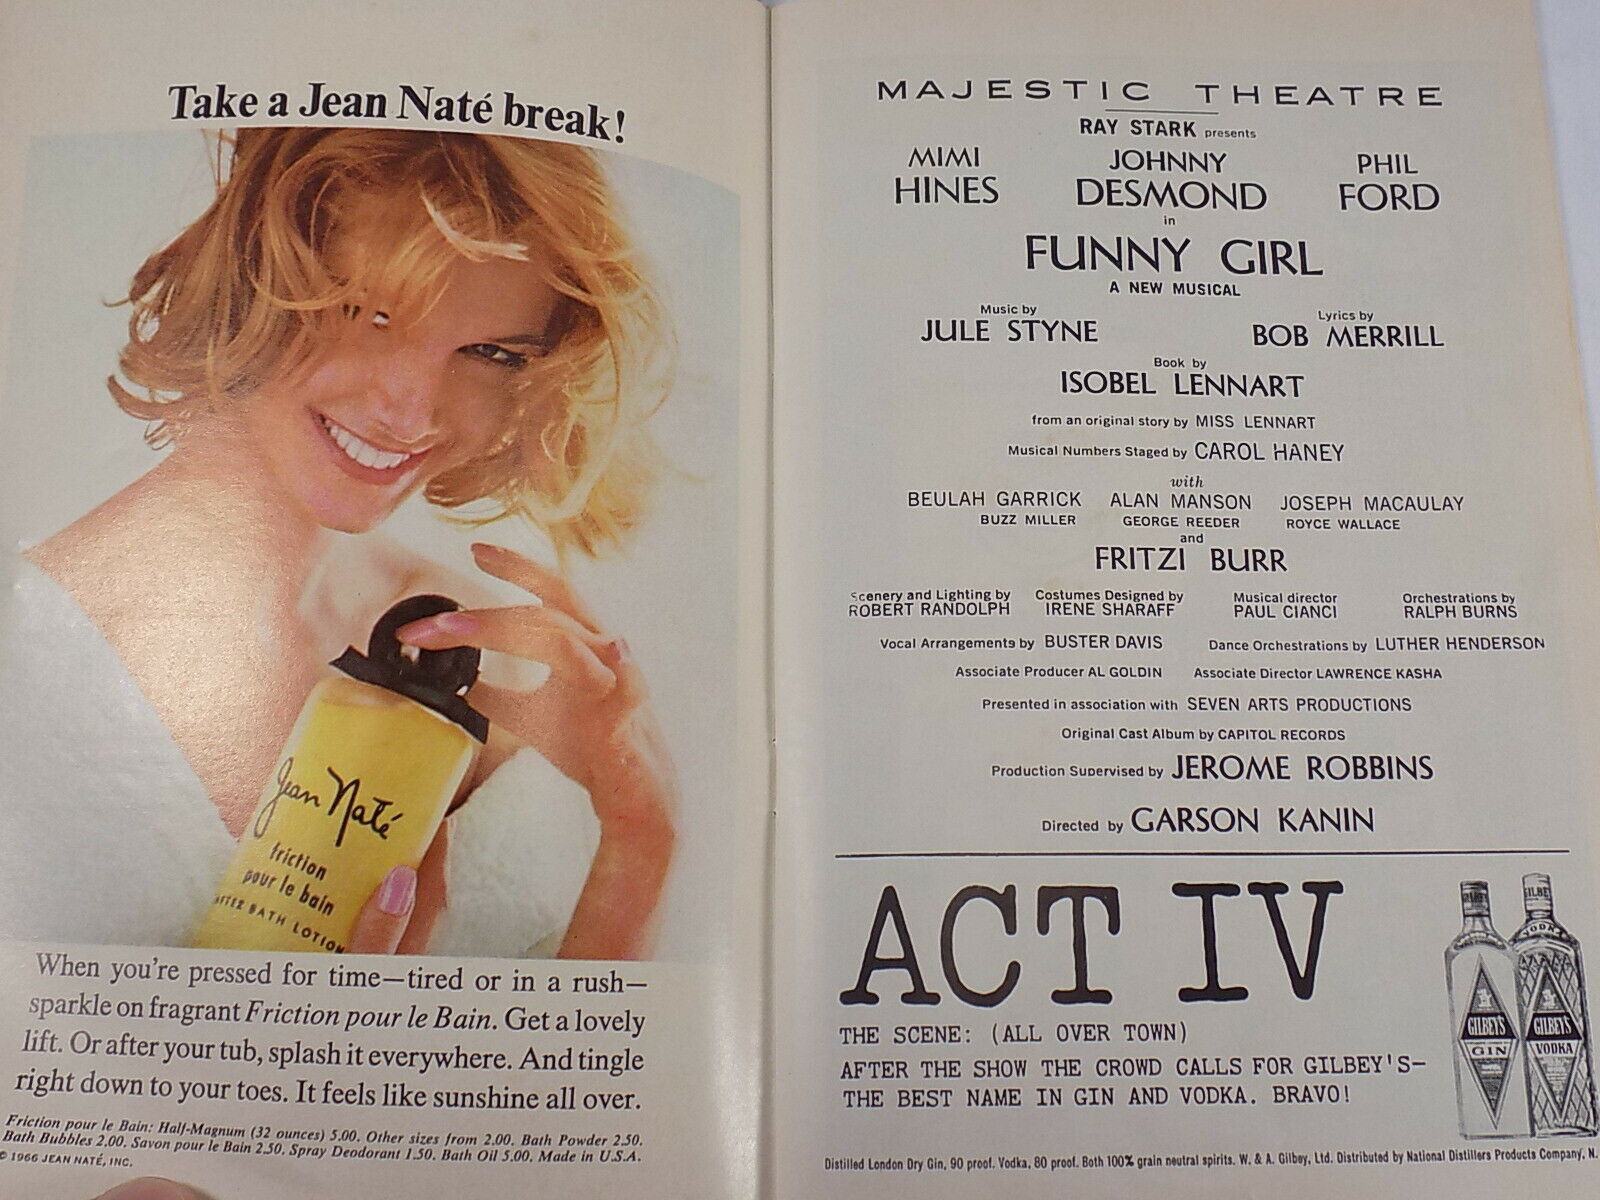 Take a Jean Naté break!
Jean Naté
friction
pour le bain
AFTER BATH LOTION
When you're pressed for time—tired or in a rush—
sparkle on fragrant Friction pour le Bain. Get a lovely
lift. Or after your tub, splash it everywhere. And tingle
right down to your toes. It feels like sunshine all over.
Friction pour le Bain: Half-Magnum (32 ounces) 5.00. Other sizes from 2.00. Bath Powder 2.50.
Bath Bubbles 2.00. Savon pour le Bain 2.50. Spray Deodorant 1.50. Bath Oil 5.00. Made in U.S.A.
© 1966 JEAN NATÉ, INC.
MAJESTIC THEATRE
RAY STARK presents
MIMI JOHNNY PHIL
HINES DESMOND FORD
in
FUNNY GIRL
A NEW MUSICAL
Music by Lyrics by
JULE STYNE BOB MERRILL
Book by
ISOBEL LENNART
from an original story by MISS LENNART
Musical Numbers Staged by CAROL HANEY
with
BEULAH GARRICK ALAN MANSON JOSEPH MACAULAY
BUZZ MILLER GEORGE REEDER ROYCE WALLACE
and
FRITZI BURR
Scenery and Lighting by Costumes Designed by Musical director Orchestrations by
ROBERT RANDOLPH IRENE SHARAFF PAUL CIANCI RALPH BURNS
Vocal Arrangements by BUSTER DAVIS Dance Orchestrations by LUTHER HENDERSON
Associate Producer AL GOLDIN Associate Director LAWRENCE KASHA
Presented in association with SEVEN ARTS PRODUCTIONS
Original Cast Album by CAPITOL RECORDS
Production Supervised by JEROME ROBBINS
Directed by GARSON KANIN
ACT IV
THE SCENE: (ALL OVER TOWN)
AFTER THE SHOW THE CROWD CALLS FOR GILBEY'S–
THE BEST NAME IN GIN AND VODKA. BRAVO!
VODKA
GILBEY'S GILBEY'S
GIN VODKA
Distilled London Dry Gin, 90 proof. Vodka, 80 proof. Both 100% grain neutral spirits. W. & A. Gilbey, Ltd. Distributed by National Distillers Products Company, N.